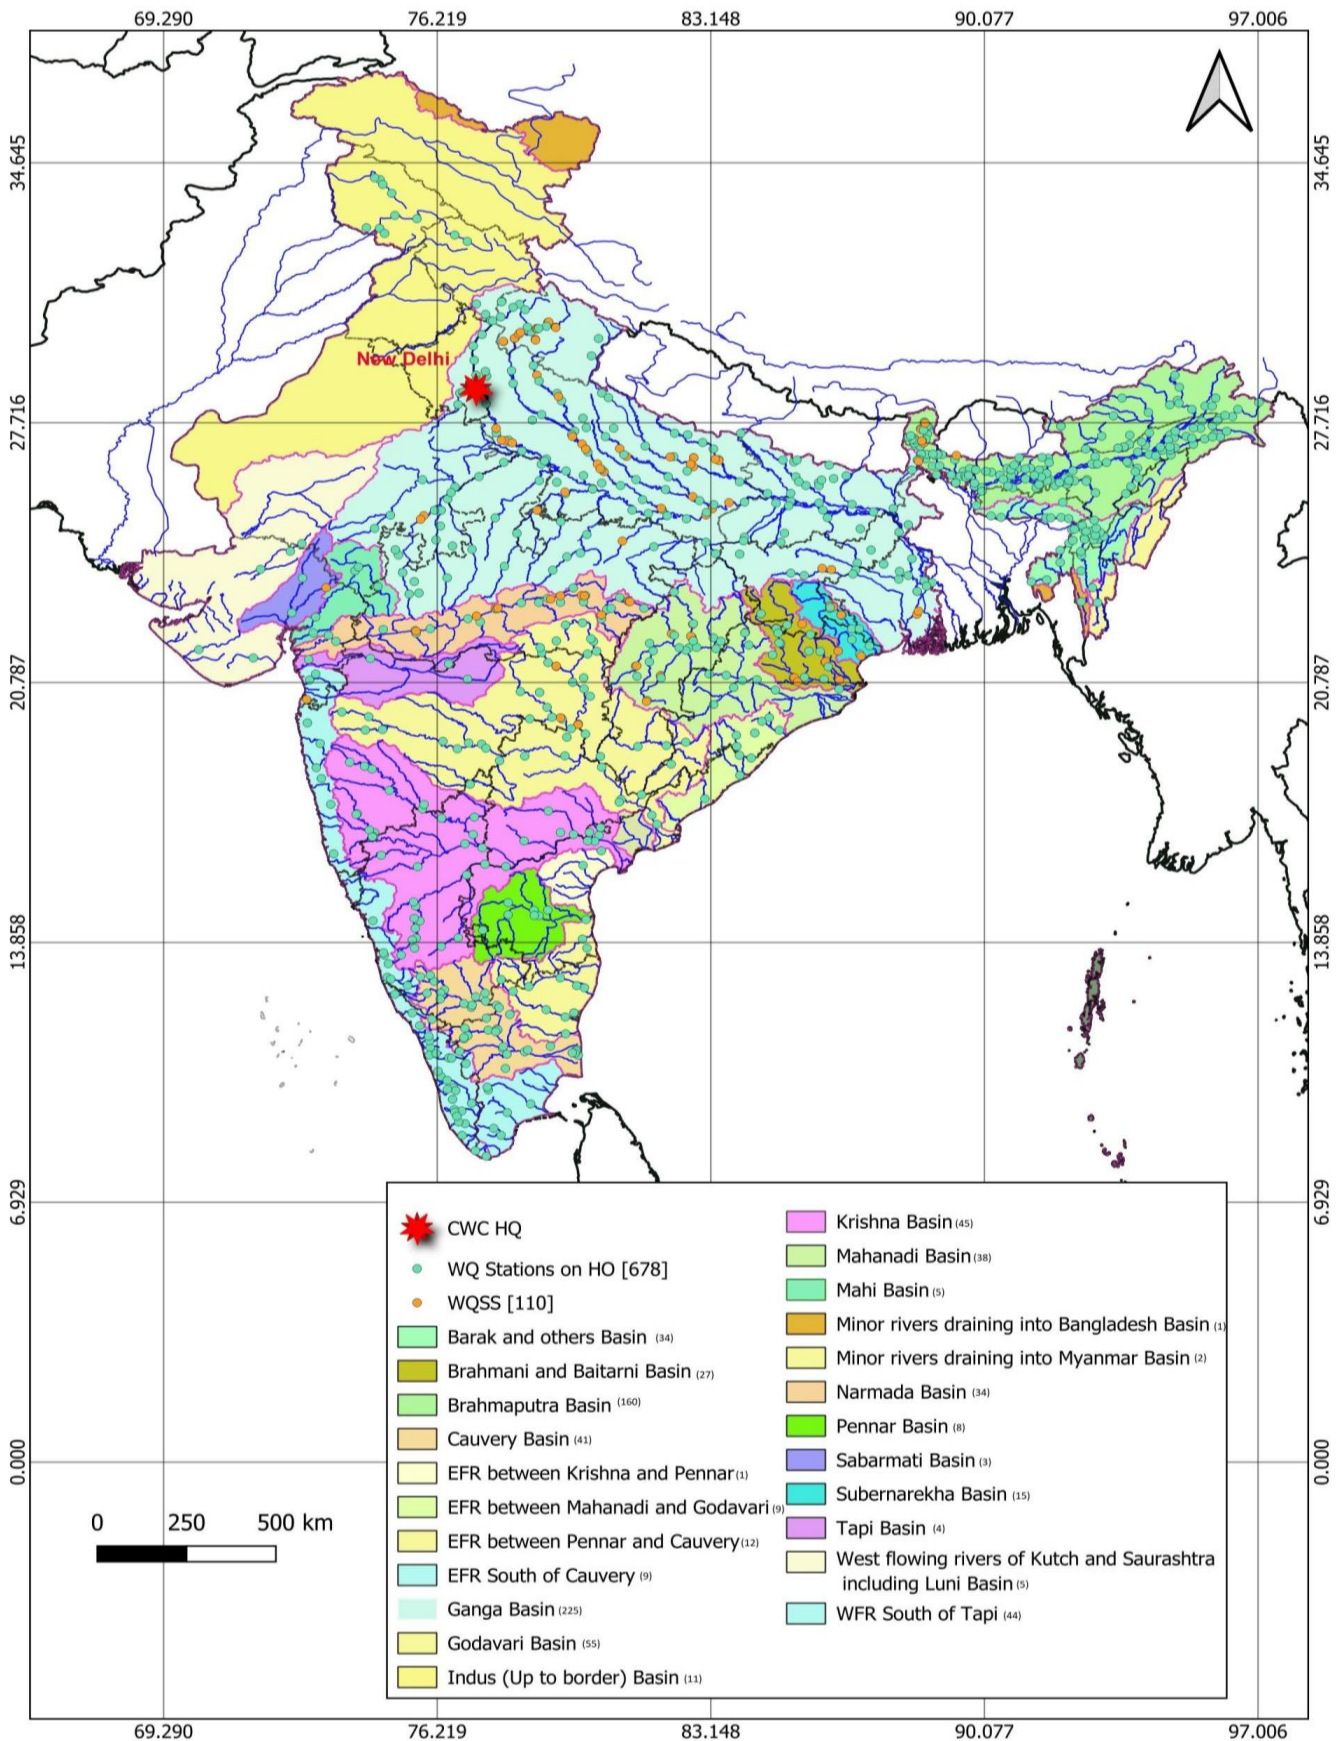 69.290 76.219 83.148 90.077 97.006
34.645 34.645
New Delhi
27.716 27.716
20.787 20.787
13.858 13.858
6.929 6.929
0.000 0.000
CWC HQ
WQ Stations on HO [678]
WQSS [110]
Barak and others Basin (34)
Brahmani and Baitarni Basin (27)
Brahmaputra Basin (160)
Cauvery Basin (41)
EFR between Krishna and Pennar(1)
EFR between Mahanadi and Godavari(9)
EFR between Pennar and Cauvery(12)
EFR South of Cauvery (9)
Ganga Basin (225)
Godavari Basin (55)
Indus (Up to border) Basin (11)
Krishna Basin(45)
Mahanadi Basin(38)
Mahi Basin(5)
Minor rivers draining into Bangladesh Basin (1)
Minor rivers draining into Myanmar Basin (2)
Narmada Basin (34)
Pennar Basin (8)
Sabarmati Basin (3)
Subernarekha Basin (15)
Tapi Basin (4)
West flowing rivers of Kutch and Saurashtra
including Luni Basin(5)
WFR South of Tapi (44)
0 250 500 km
69.290 76.219 83.148 90.077 97.006